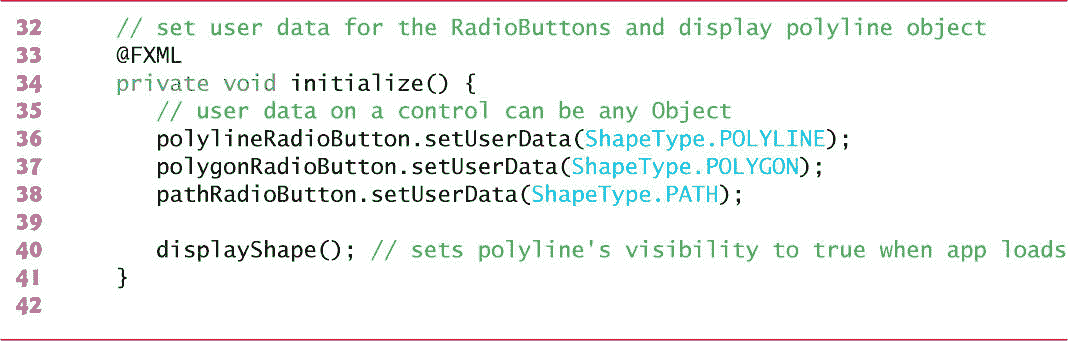 32 // set user data for the RadioButtons and display polyline object
33 @FXML
34 private void initialize() {
35 // user data on a control can be any Object
36 polylineRadioButton.setUserData(ShapeType.POLYLINE);
37 polygonRadioButton.setUserData(ShapeType.POLYGON);
38 pathRadioButton.setUserData(ShapeType.PATH);
39
40 displayShape(); // sets polyline's visibility to true when app loads
41 }
42